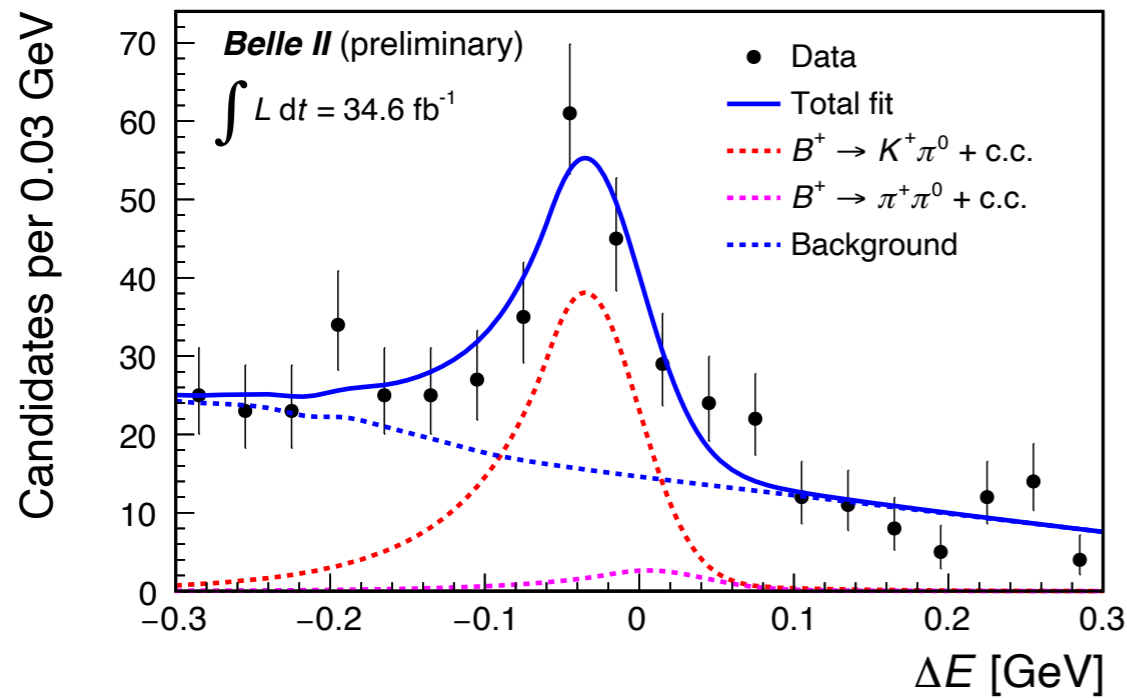 Candidates per 0.03 GeV
70
60
50
40
30
20
10
0
Belle II (preliminary)
∫ L dt = 34.6 fb⁻¹
Data
Total fit
B⁺ → K⁺π⁰ + c.c.
B⁺ → π⁺π⁰ + c.c.
Background
−0.3 −0.2 −0.1 0 0.1 0.2 0.3
ΔE [GeV]